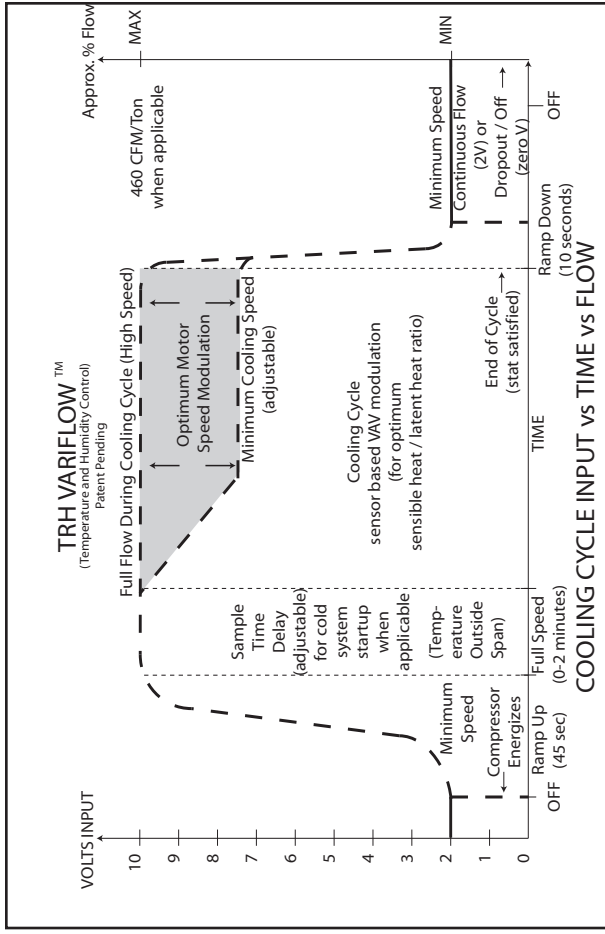 TRH VARIFLOW™
(Temperature and Humidity Control)
Patent Pending
VOLTS INPUT
10
9
8
7
6
5
4
3
2
1
0
Approx. % Flow
MAX
MIN
Full Flow During Cooling Cycle (High Speed)
Optimum Motor
Speed Modulation
Minimum Cooling Speed
(adjustable)
460 CFM/Ton
when applicable
Sample
Time
Delay
(adjustable)
for cold
system
startup
when
applicable
(Temp-
erature
Outside
Span)
Cooling Cycle
sensor based VAV modulation
(for optimum
sensible heat / latent heat ratio)
Minimum
Speed
Compressor
Energizes
End of Cycle
(stat satisfied)
Minimum Speed
Continuous Flow
(2V) or
Dropout / Off
(zero V)
OFF
Ramp Up
(45 sec)
Full Speed
(0-2 minutes)
TIME
Ramp Down
(10 seconds)
OFF
COOLING CYCLE INPUT vs TIME vs FLOW